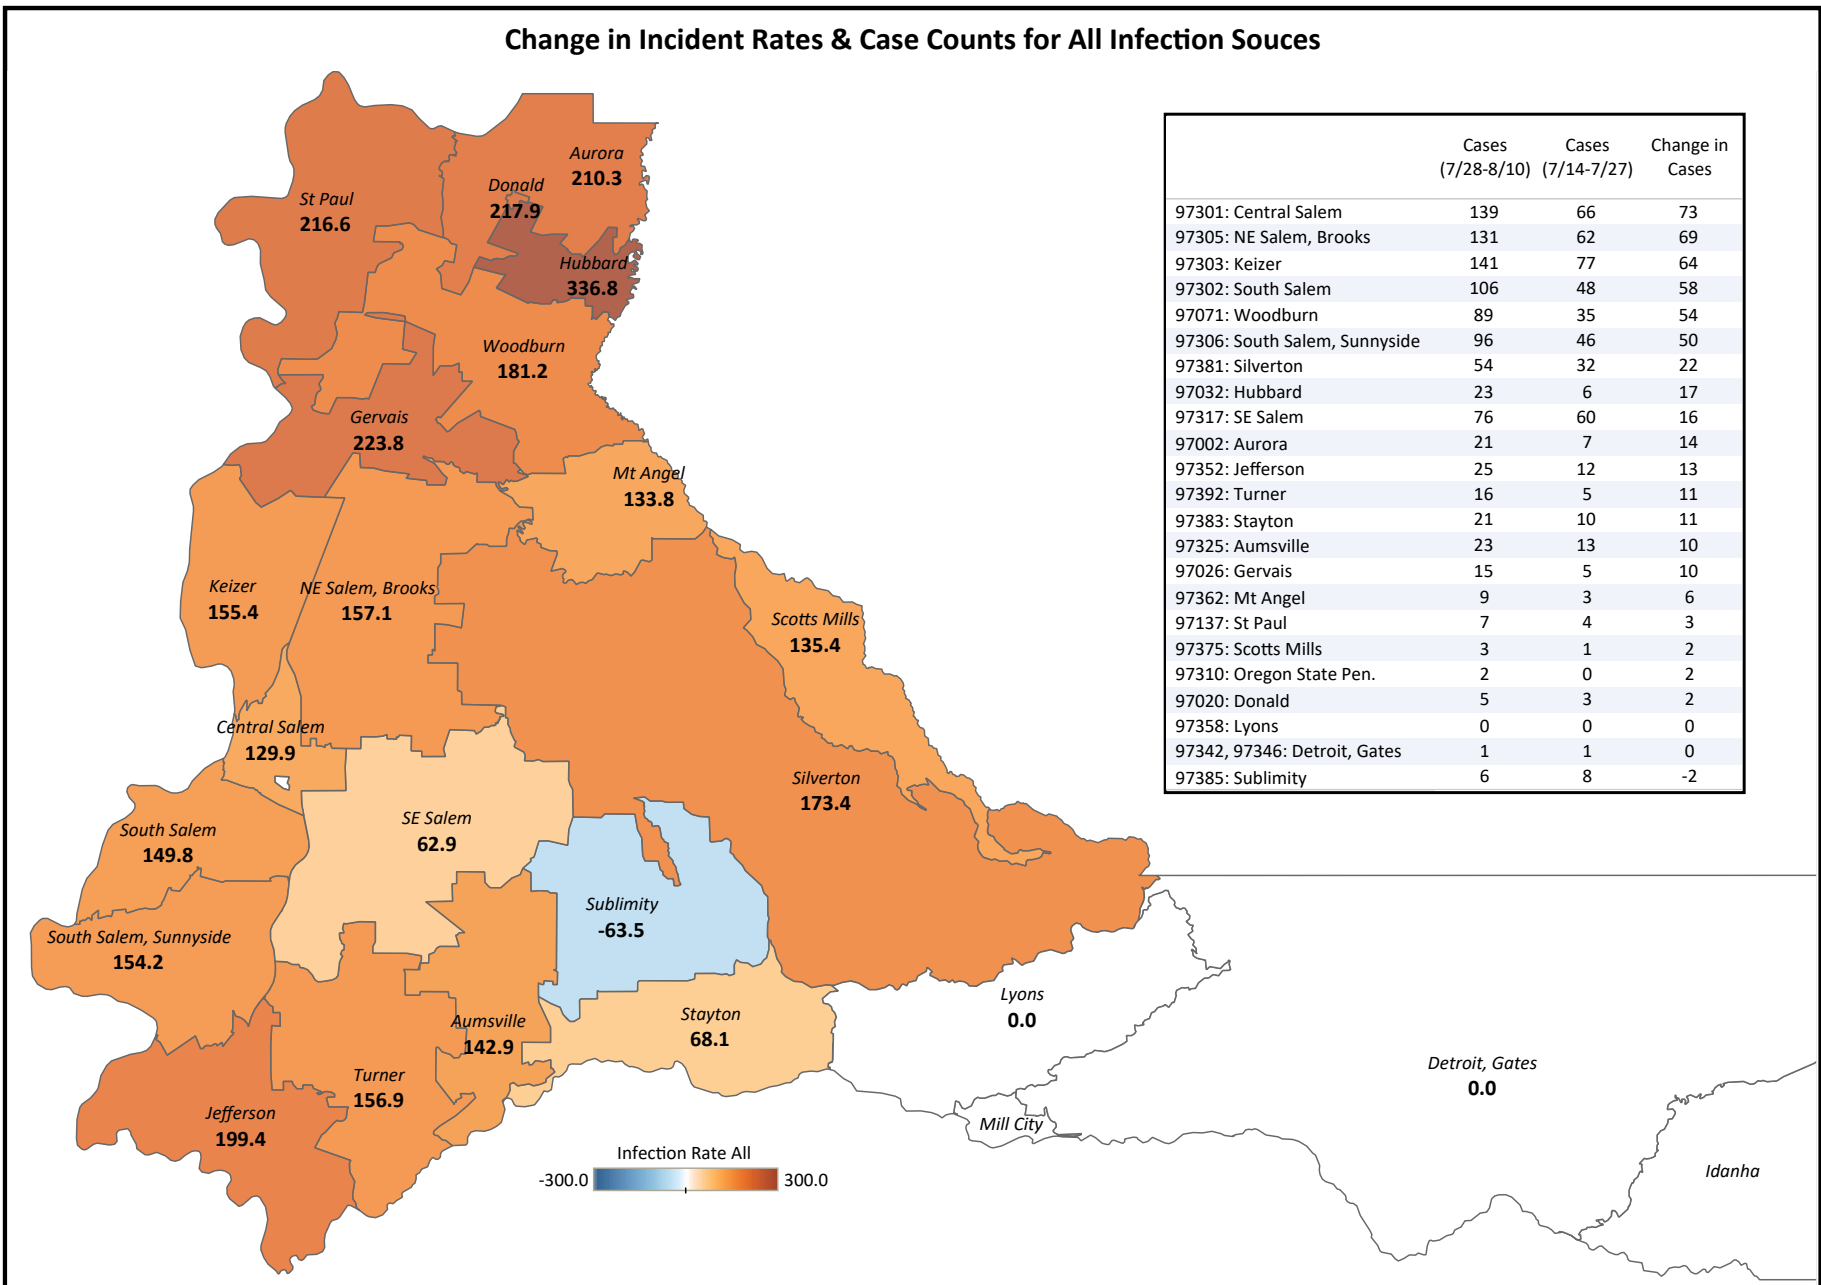 Change in Incident Rates & Case Counts for All Infection Souces
Cases (7/28-8/10) Cases (7/14-7/27) Change in Cases
97301: Central Salem 139 66 73
97305: NE Salem, Brooks 131 62 69
97303: Keizer 141 77 64
97302: South Salem 106 48 58
97071: Woodburn 89 35 54
97306: South Salem, Sunnyside 96 46 50
97381: Silverton 54 32 22
97032: Hubbard 23 6 17
97317: SE Salem 76 60 16
97002: Aurora 21 7 14
97352: Jefferson 25 12 13
97392: Turner 16 5 11
97383: Stayton 21 10 11
97325: Aumsville 23 13 10
97026: Gervais 15 5 10
97362: Mt Angel 9 3 6
97137: St Paul 7 4 3
97375: Scotts Mills 3 1 2
97310: Oregon State Pen. 2 0 2
97020: Donald 5 3 2
97358: Lyons 0 0 0
97342, 97346: Detroit, Gates 1 1 0
97385: Sublimity 6 8 -2
Aurora
210.3
Donald
217.9
St Paul
216.6
Hubbard
336.8
Woodburn
181.2
Gervais
223.8
Mt Angel
133.8
Keizer
155.4
NE Salem, Brooks
157.1
Scotts Mills
135.4
Central Salem
129.9
Silverton
173.4
SE Salem
62.9
South Salem
149.8
Sublimity
-63.5
South Salem, Sunnyside
154.2
Lyons
0.0
Stayton
68.1
Aumsville
142.9
Detroit, Gates
0.0
Turner
156.9
Jefferson
199.4
Mill City
Idanha
Infection Rate All
-300.0 300.0